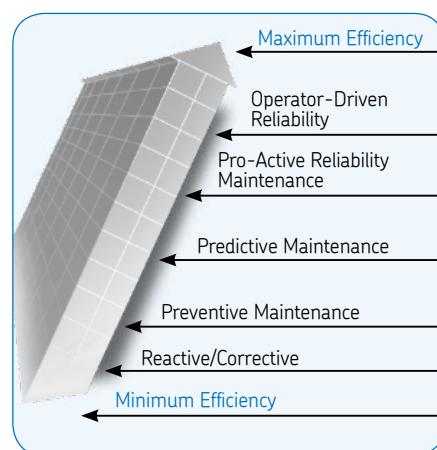 Maximum Efficiency
Operator-Driven
Reliability
Pro-Active Reliability
Maintenance
Predictive Maintenance
Preventive Maintenance
Reactive/Corrective
Minimum Efficiency